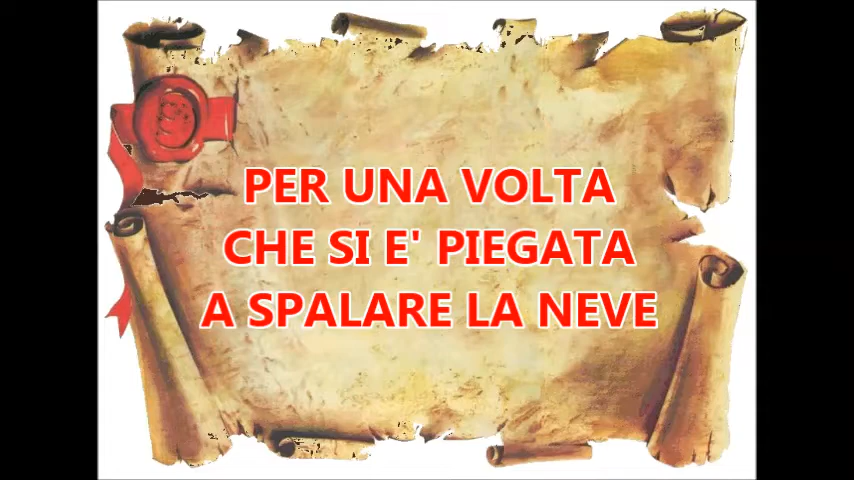 PER UNA VOLTA
CHE SI E' PIEGATA
A SPALARE LA NEVE